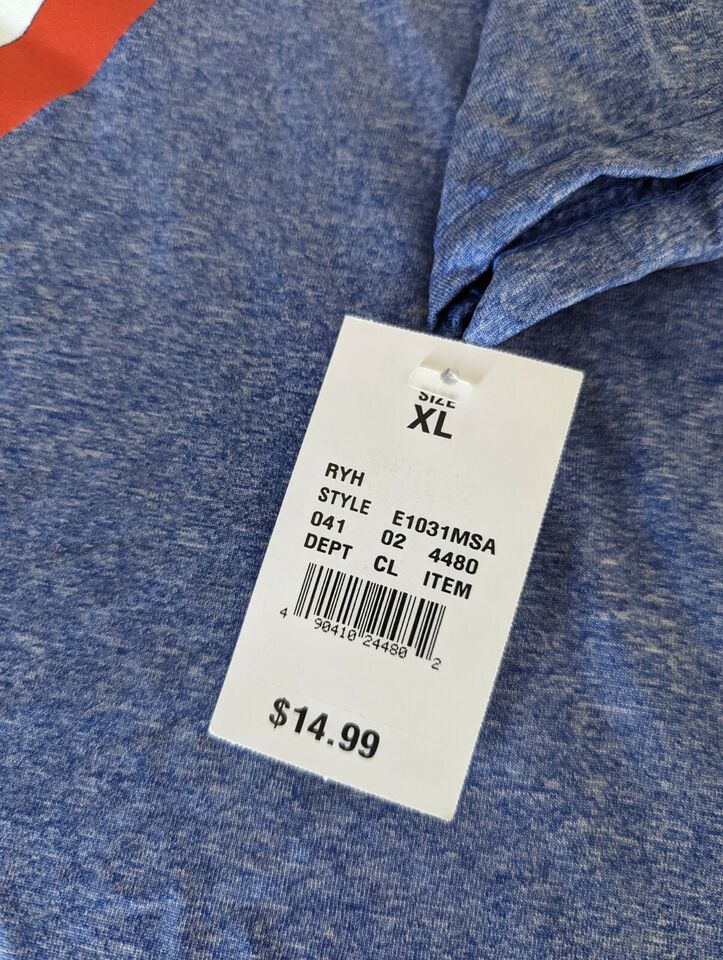 SIZE
XL
RYH
STYLE E1031MSA
041 02 4480
DEPT CL ITEM
4 90410 24480 2
$14.99